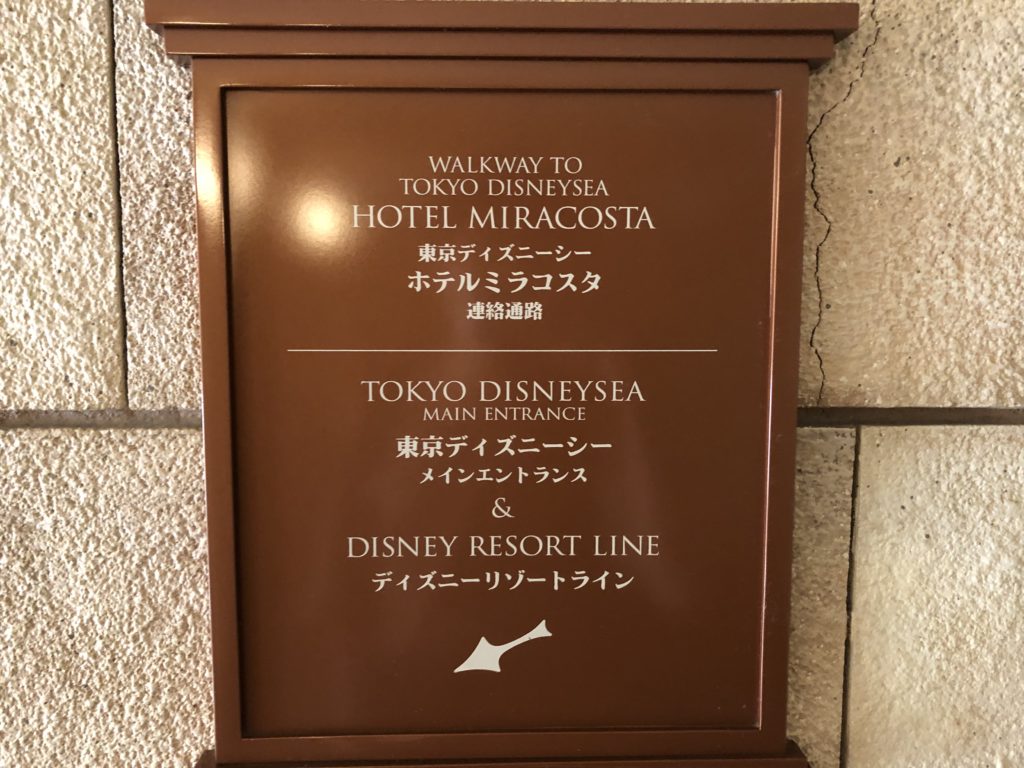 WALKWAY TO
TOKYO DISNEYSEA
HOTEL MIRACOSTA
東京ディズニーシー
ホテルミラコスタ
連絡通路
TOKYO DISNEYSEA
MAIN ENTRANCE
東京ディズニーシー
メインエントランス
&
DISNEY RESORT LINE
ディズニーリゾートライン